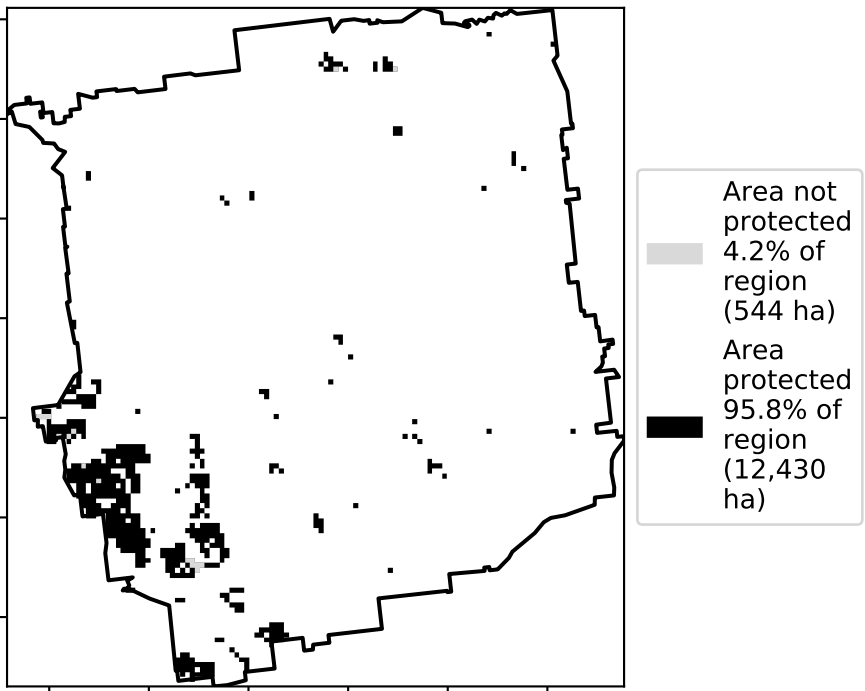 Area not
protected
4.2% of
region
(544 ha)
Area
protected
95.8% of
region
(12,430
ha)